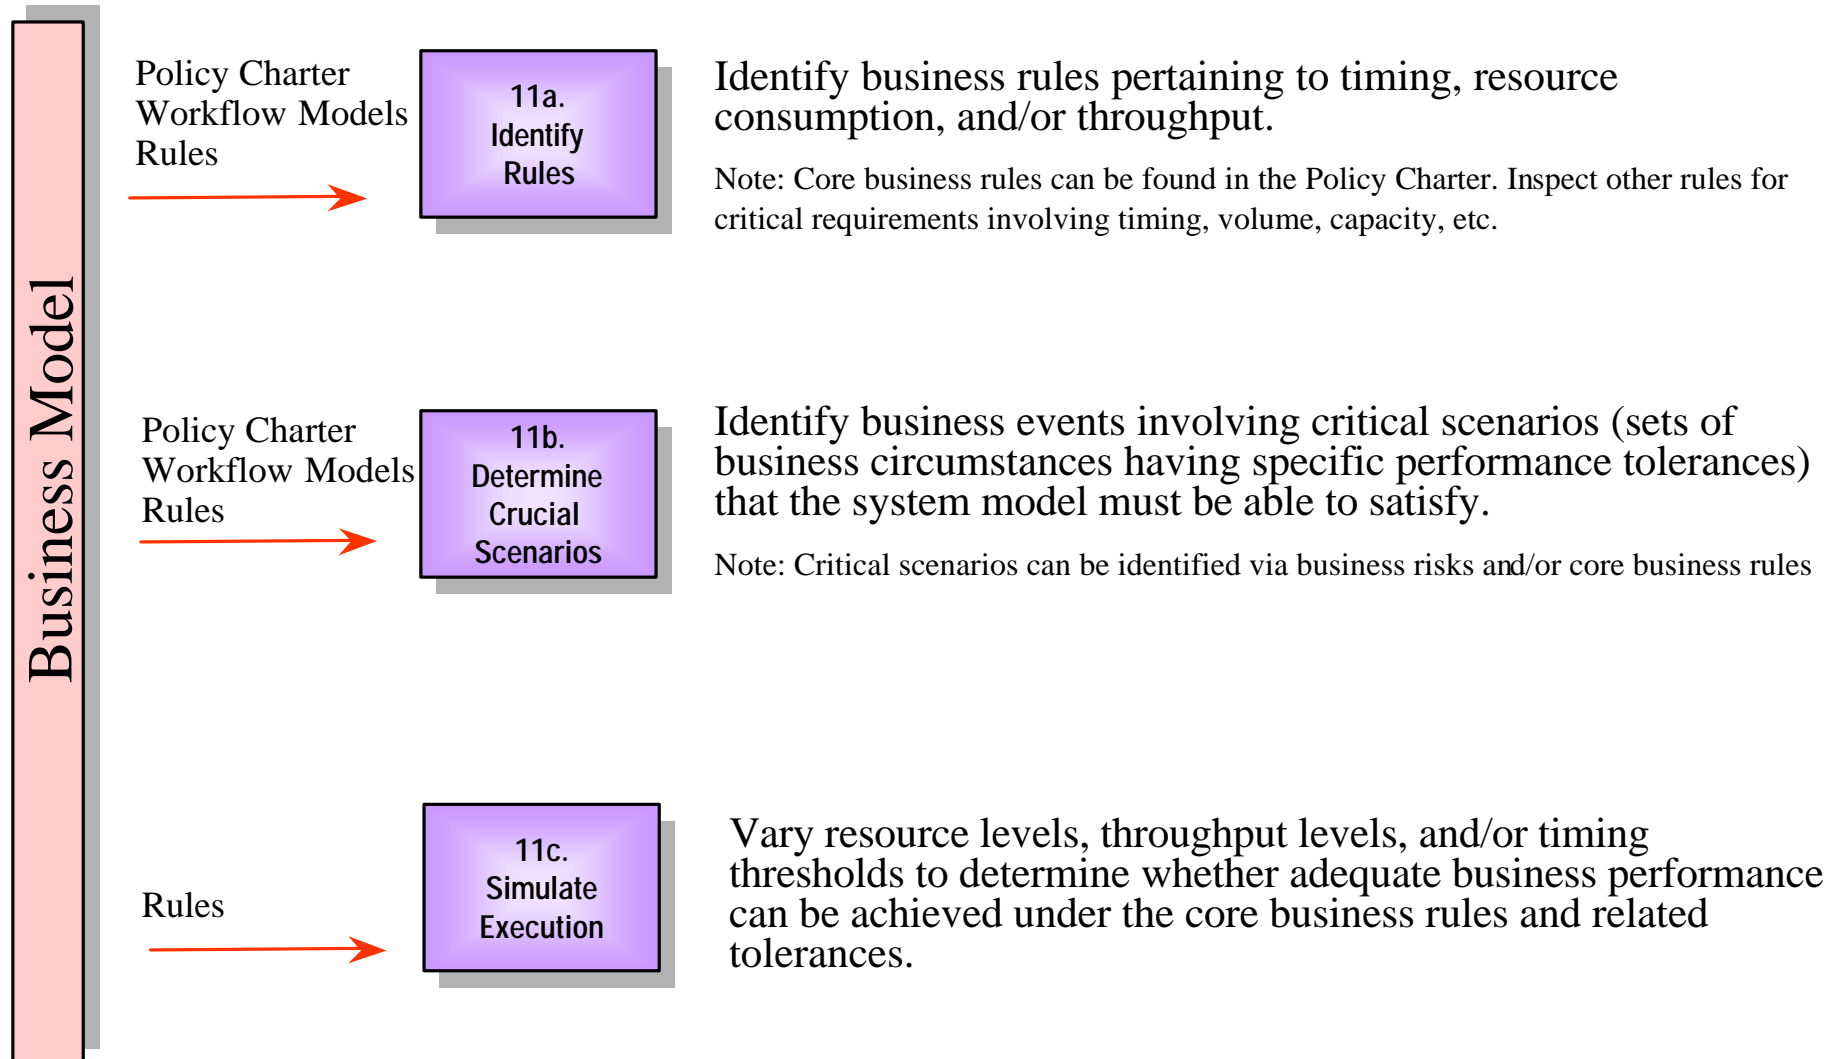 Business Model
Policy Charter
Workflow Models
Rules
11a.
Identify
Rules
Identify business rules pertaining to timing, resource
consumption, and/or throughput.
Note: Core business rules can be found in the Policy Charter. Inspect other rules for
critical requirements involving timing, volume, capacity, etc.
Policy Charter
Workflow Models
Rules
11b.
Determine
Crucial
Scenarios
Identify business events involving critical scenarios (sets of
business circumstances having specific performance tolerances)
that the system model must be able to satisfy.
Note: Critical scenarios can be identified via business risks and/or core business rules
Rules
11c.
Simulate
Execution
Vary resource levels, throughput levels, and/or timing
thresholds to determine whether adequate business performance
can be achieved under the core business rules and related
tolerances.